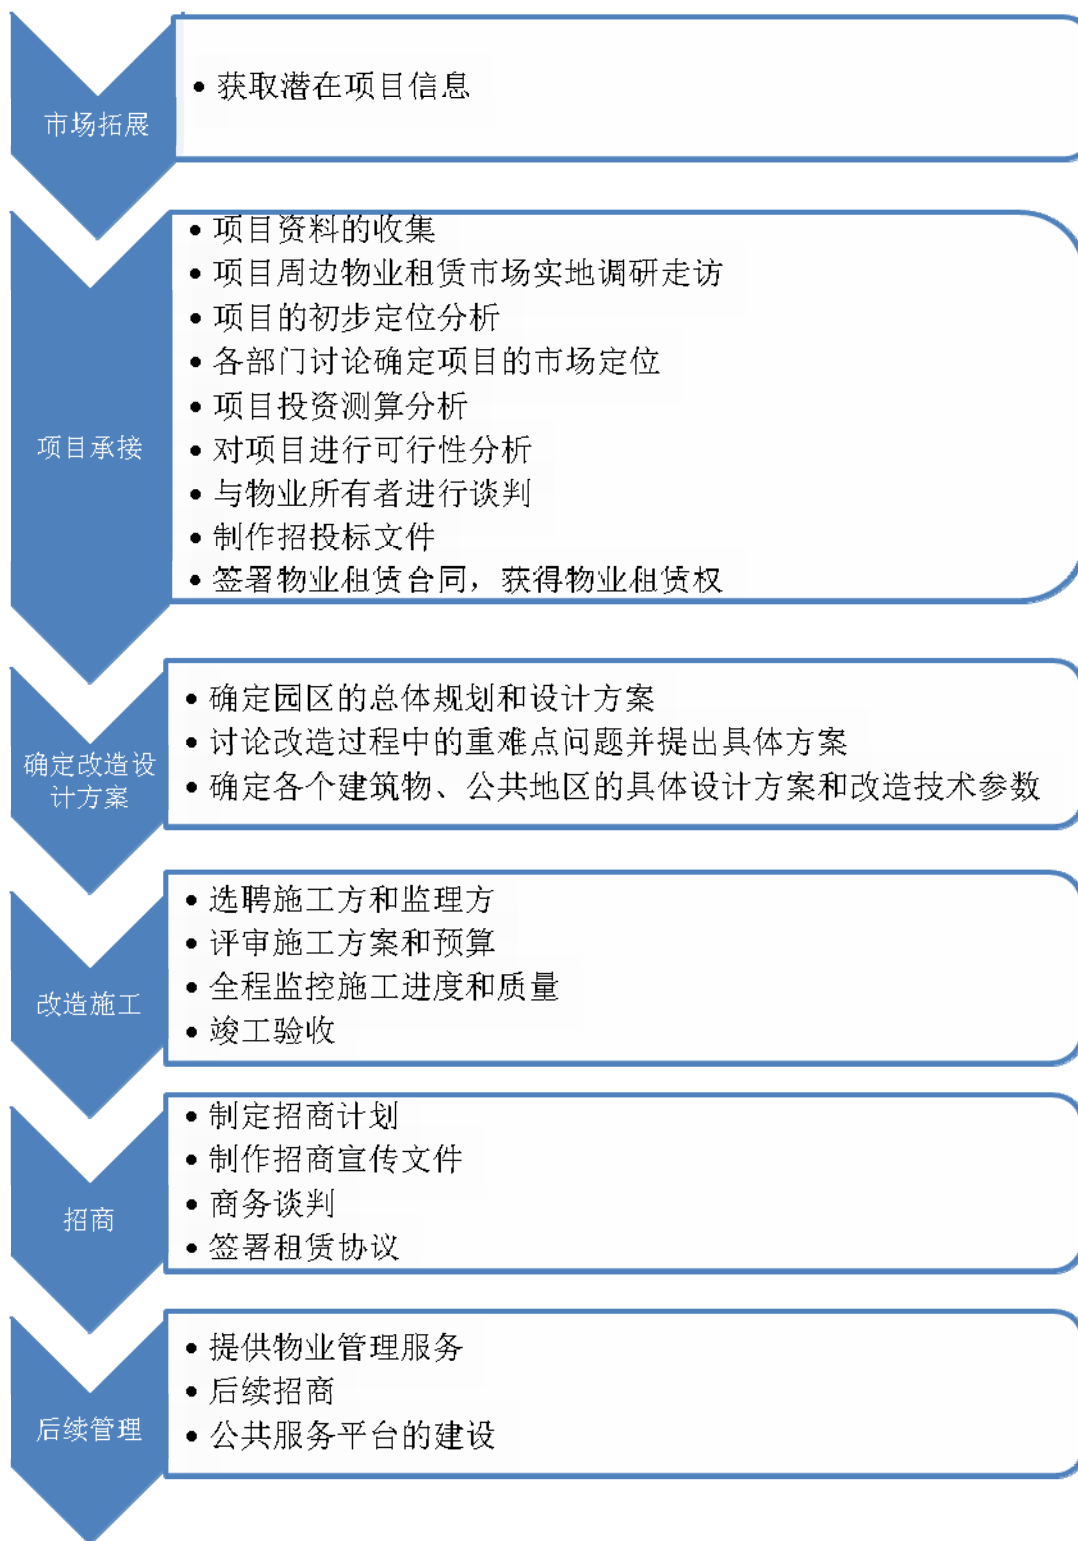 市场拓展
• 获取潜在项目信息
项目承接
• 项目资料的收集
• 项目周边物业租赁市场实地调研走访
• 项目的初步定位分析
• 各部门讨论确定项目的市场定位
• 项目投资测算分析
• 对项目进行可行性分析
• 与物业所有者进行谈判
• 制作招投标文件
• 签署物业租赁合同，获得物业租赁权
确定改造设
计方案
• 确定园区的总体规划和设计方案
• 讨论改造过程中的重难点问题并提出具体方案
• 确定各个建筑物、公共地区的具体设计方案和改造技术参数
改造施工
• 选聘施工方和监理方
• 评审施工方案和预算
• 全程监控施工进度和质量
• 竣工验收
招商
• 制定招商计划
• 制作招商宣传文件
• 商务谈判
• 签署租赁协议
后续管理
• 提供物业管理服务
• 后续招商
• 公共服务平台的建设